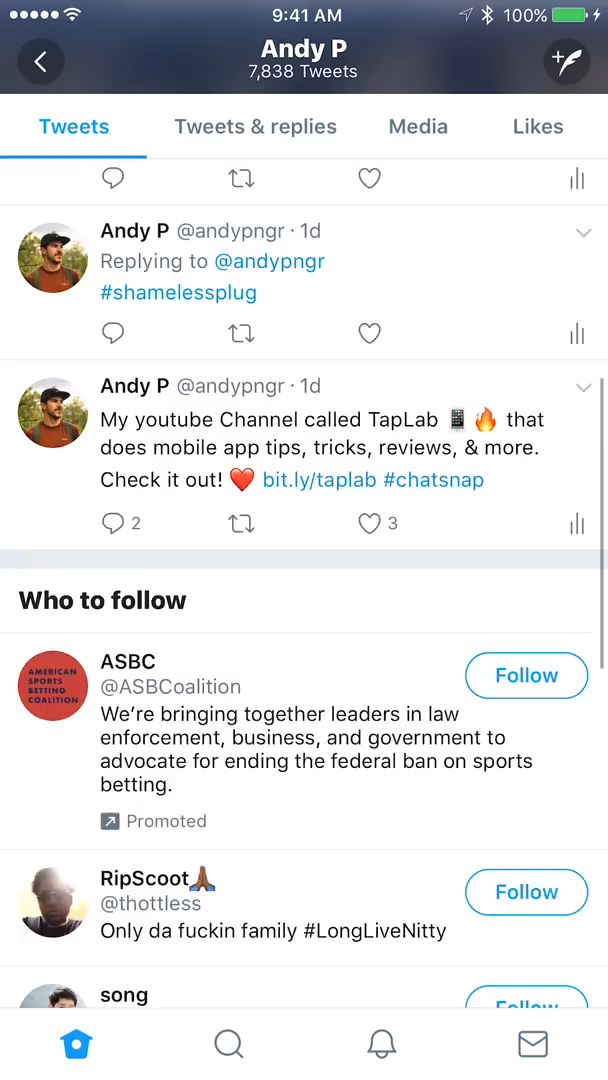 9:41 AM
100%
Andy P
7,838 Tweets
Tweets
Tweets & replies
Media
Likes
Andy P @andypngr · 1d
Replying to @andypngr
#shamelessplug
Andy P @andypngr · 1d
My youtube Channel called TapLab 📱 🔥 that
does mobile app tips, tricks, reviews, & more.
Check it out! ❤️ bit.ly/taplab #chatsnap
2
3
Who to follow
AMERICAN
SPORTS
BETTING
COALITION
ASBC
@ASBCoalition
Follow
We're bringing together leaders in law
enforcement, business, and government to
advocate for ending the federal ban on sports
betting.
Promoted
RipScoot🙏🏾
@thottless
Follow
Only da fuckin family #LongLiveNitty
song
Follow